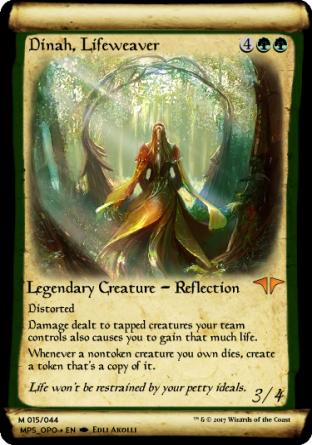 Dinah, Lifeweaver 4
Legendary Creature – Reflection
Distorted
Damage dealt to tapped creatures your team
controls also causes you to gain that much life.
Whenever a nontoken creature you own dies, create
a token that's a copy of it.
Life won't be restrained by your petty ideals.
3/4
M 015/044
MPS_OPO • EN Edli Akolli
™ & © 2017 Wizards of the Coast